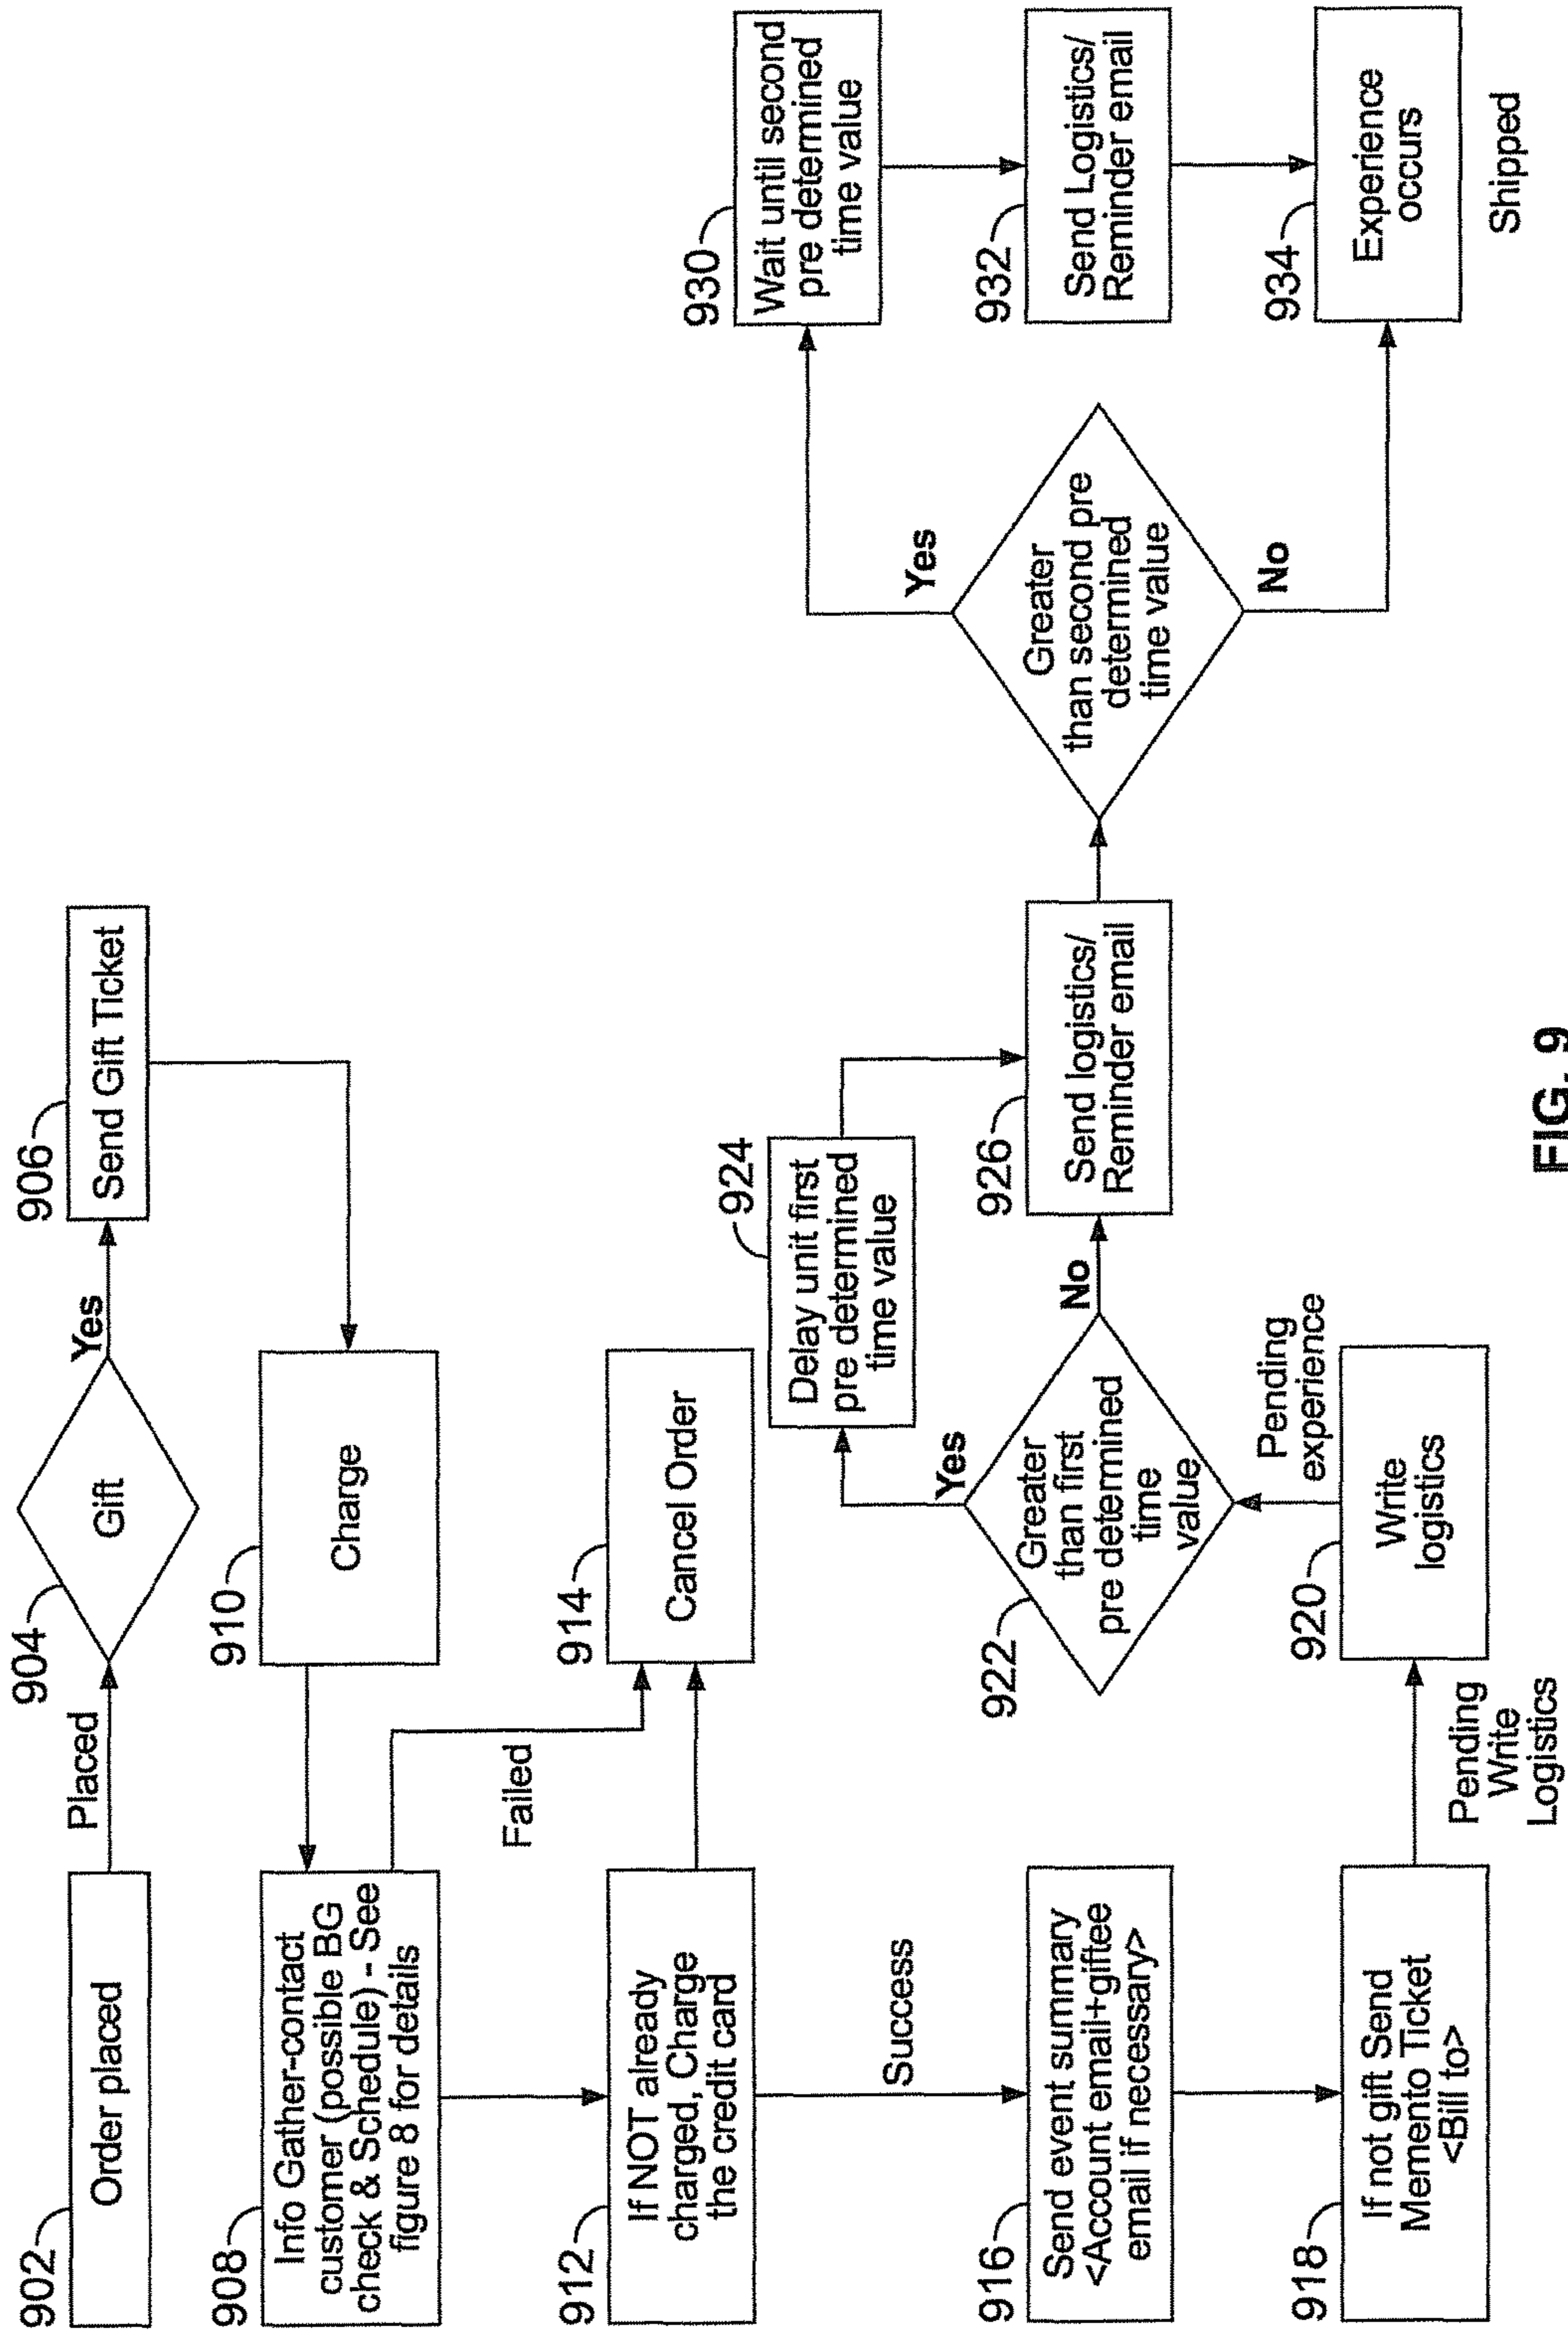 902
Order placed
Placed
904
Gift
Yes
906
Send Gift Ticket
908
Info Gather-contact
customer (possible BG
check & Schedule) - See
figure 8 for details
910
Charge
Failed
912
If NOT already
charged, Charge
the credit card
914
Cancel Order
Success
916
Send event summary
<Account email+giftee
email if necessary>
918
If not gift Send
Memento Ticket
<Bill to>
Pending
Write
Logistics
920
Write
logistics
Pending
experience
922
Greater
than first
pre determined
time
value
Yes
No
924
Delay unit first
pre determined
time value
926
Send logistics/
Reminder email
Greater
than second pre
determined
time value
Yes
No
930
Wait until second
pre determined
time value
932
Send Logistics/
Reminder email
934
Experience
occurs
Shipped
FIG. 9